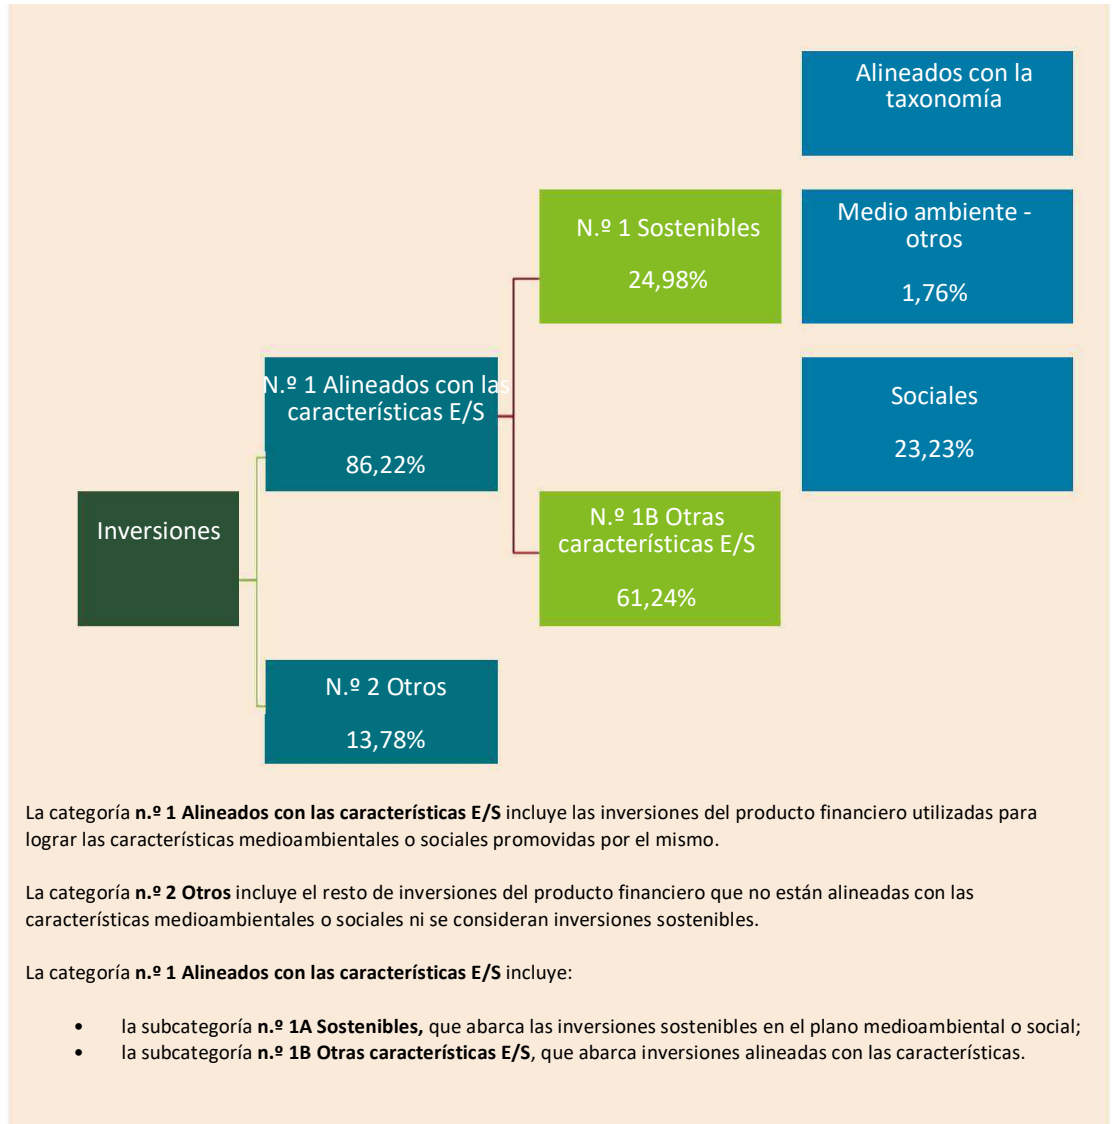 Alineados con la
taxonomía
N.º 1 Sostenibles
24,98%
Medio ambiente -
otros
1,76%
N.º 1 Alineados con las
características E/S
86,22%
Sociales
23,23%
Inversiones
N.º 1B Otras
características E/S
61,24%
N.º 2 Otros
13,78%
La categoría n.º 1 Alineados con las características E/S incluye las inversiones del producto financiero utilizadas para
lograr las características medioambientales o sociales promovidas por el mismo.
La categoría n.º 2 Otros incluye el resto de inversiones del producto financiero que no están alineadas con las
características medioambientales o sociales ni se consideran inversiones sostenibles.
La categoría n.º 1 Alineados con las características E/S incluye:
• la subcategoría n.º 1A Sostenibles, que abarca las inversiones sostenibles en el plano medioambiental o social;
• la subcategoría n.º 1B Otras características E/S, que abarca inversiones alineadas con las características.